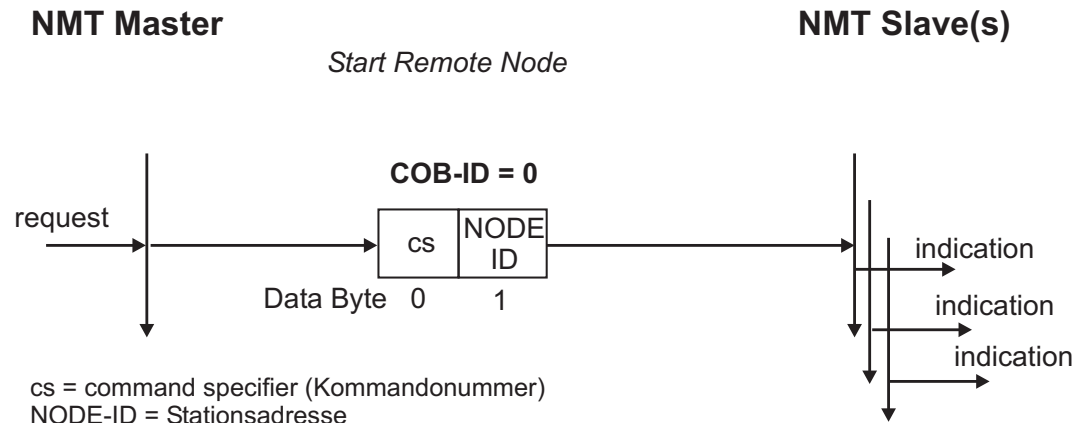 NMT Master
NMT Slave(s)
Start Remote Node
COB-ID = 0
request
cs
NODE
ID
Data Byte 0 1
indication
indication
indication
cs = command specifier (Kommandonummer)
NODE-ID = Stationsadresse